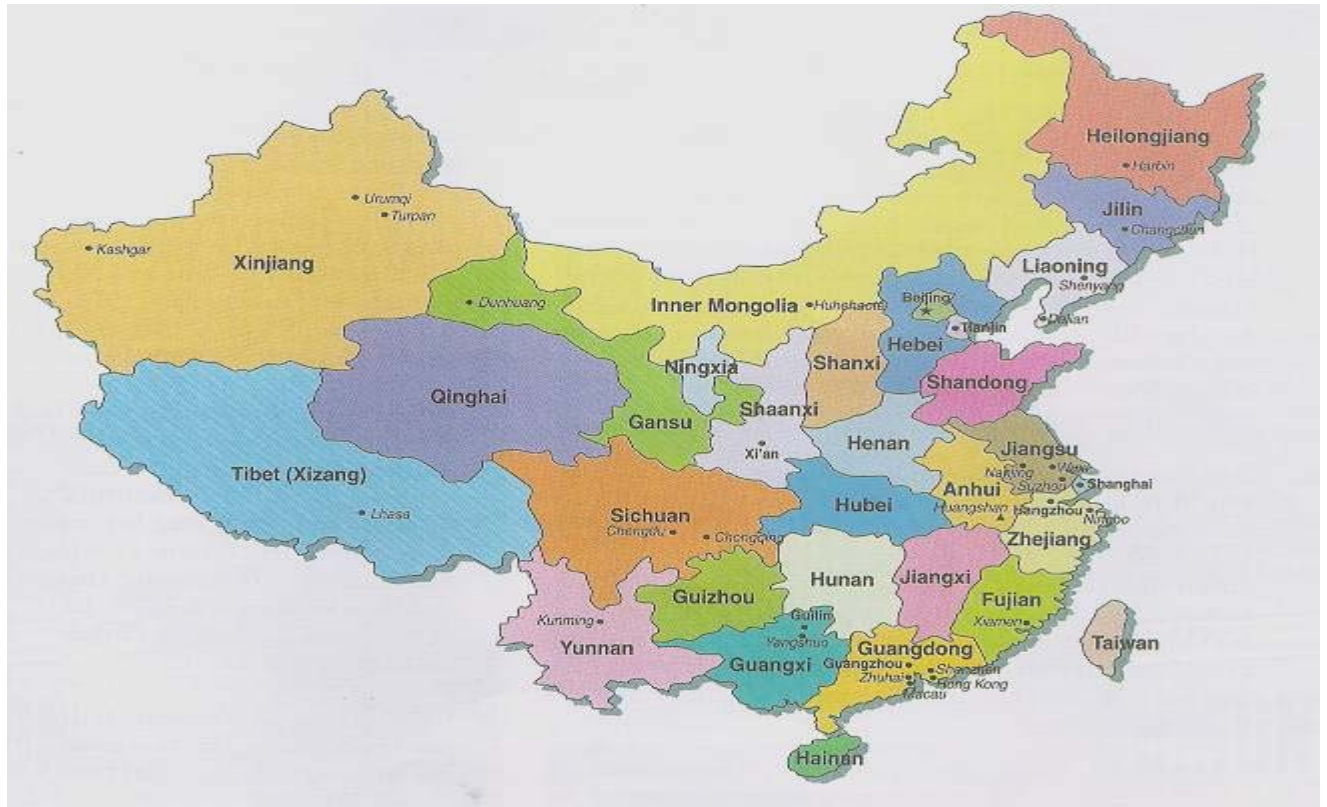 Heilongjiang
Harbin
Jilin
Changchun
Urumqi
Turpan
Kashgar
Xinjiang
Liaoning
Shenyang
Dunhuang
Inner Mongolia
Beijing
Dalian
Tianjin
Hebei
Ningxia
Shanxi
Shandong
Qinghai
Gansu
Shaanxi
Xi'an
Henan
Jiangsu
Nanjing
Wuxi
Suzhou
Shanghai
Tibet (Xizang)
Lhasa
Anhui
Huangshan
Hangzhou
Ningbo
Zhejiang
Hubei
Sichuan
Chengdu
Chongqing
Hunan
Jiangxi
Guizhou
Fujian
Xiamen
Kunming
Yunnan
Guilin
Yangshuo
Guangxi
Guangdong
Guangzhou
Shenzhen
Zhuhai
Hong Kong
Macau
Taiwan
Hainan